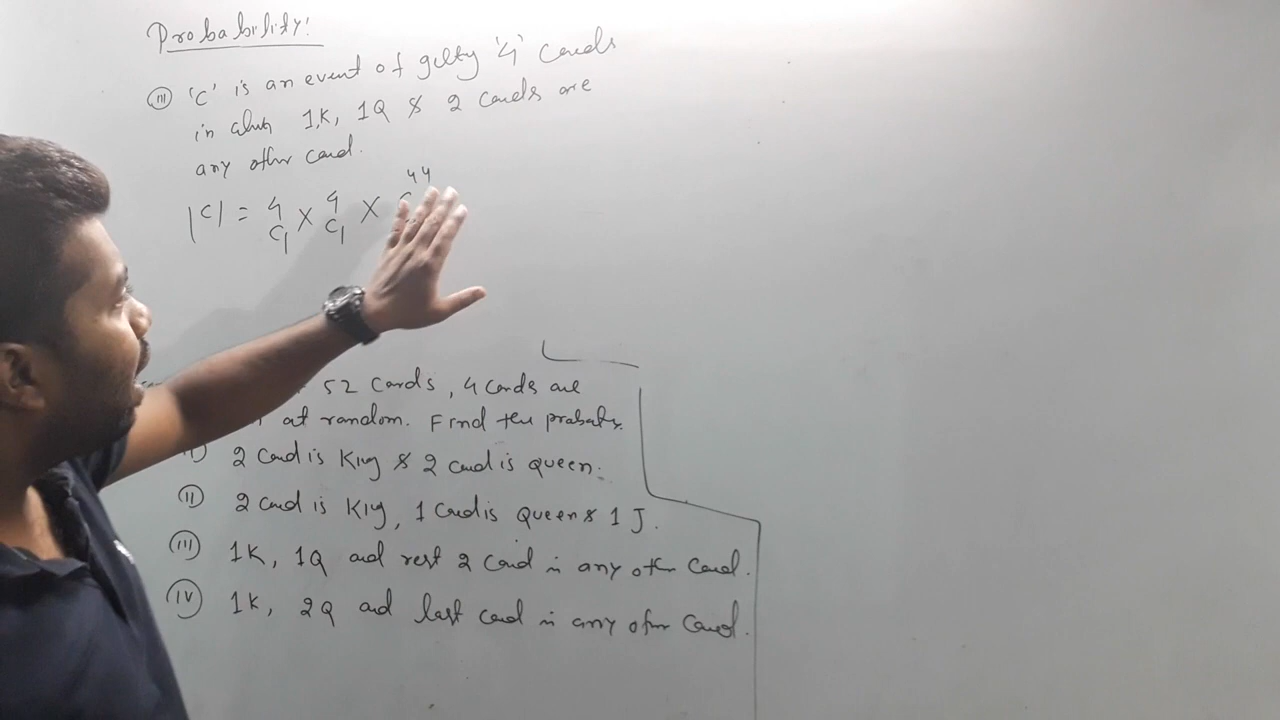 Probability:
(III) 'C' is an event of getting '4' cards
in which 1K, 1Q & 2 cards are
any other card.
|C| = 4C1 × 4C1 × 44C
52 Cards, 4 cards are
at random. Find the probab
2 card is King & 2 card is Queen.
(II) 2 card is King, 1 card is Queen & 1 J.
(III) 1K, 1Q and rest 2 card is any other Card.
(IV) 1K, 2Q and last card is any other Card.